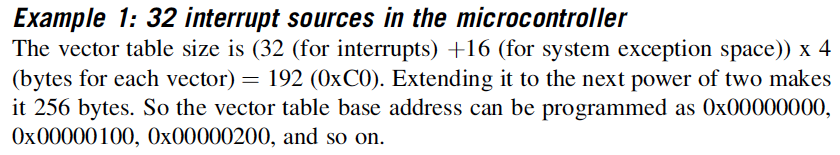 Example 1: 32 interrupt sources in the microcontroller
The vector table size is (32 (for interrupts) +16 (for system exception space)) x 4
(bytes for each vector) = 192 (0xC0). Extending it to the next power of two makes
it 256 bytes. So the vector table base address can be programmed as 0x00000000,
0x00000100, 0x00000200, and so on.